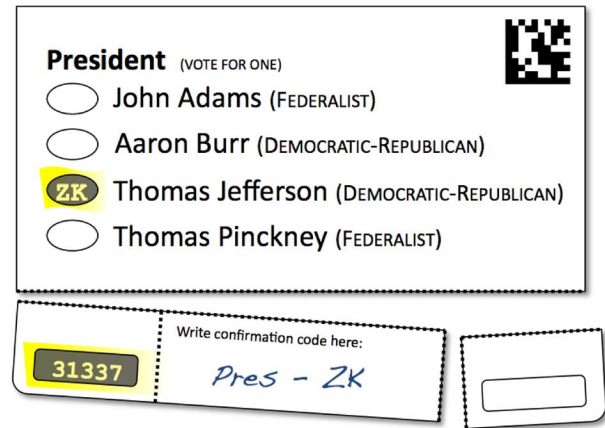 President (VOTE FOR ONE)
John Adams (FEDERALIST)
Aaron Burr (DEMOCRATIC-REPUBLICAN)
ZK Thomas Jefferson (DEMOCRATIC-REPUBLICAN)
Thomas Pinckney (FEDERALIST)
Write confirmation code here:
31337 Pres - ZK